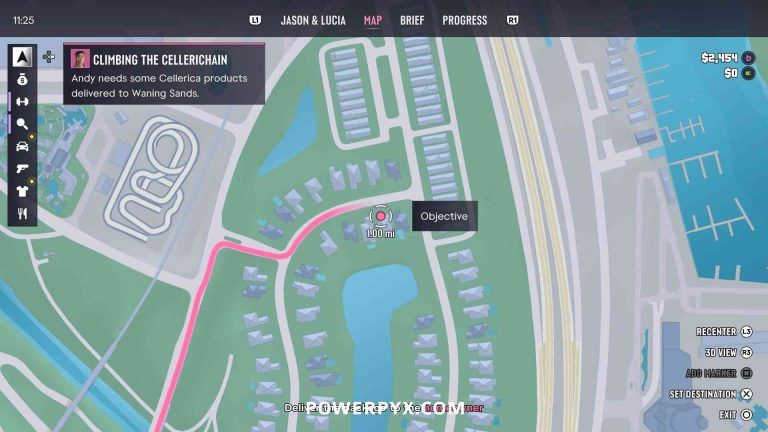 11:25
L1 JASON & LUCIA MAP BRIEF PROGRESS R1
CLIMBING THE CELLERICHAIN
Andy needs some Cellerica products
delivered to Waning Sands.
$2,454
$0
Objective
1.00 mi
RECENTER L3
3D VIEW R3
ADD MARKER
SET DESTINATION
EXIT
POWERPYX.COM